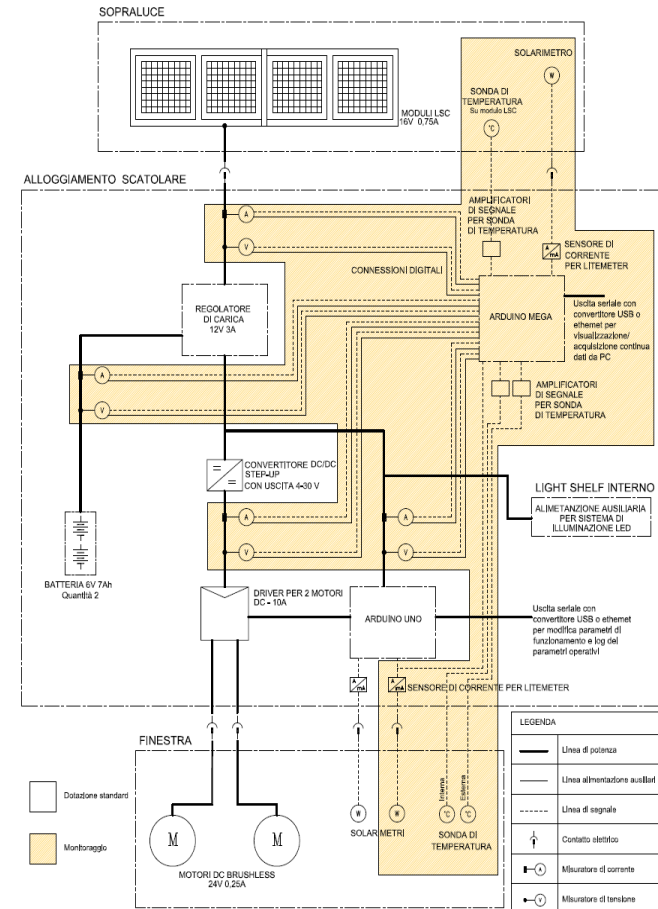 SOPRALUCE
SOLARIMETRO
W
SONDA DI
TEMPERATURA
Su modulo LSC
°C
MODULI LSC
16V 0,75A
ALLOGGIAMENTO SCATOLARE
AMPLIFICATORI
DI SEGNALE
PER SONDA
DI TEMPERATURA
A
V
A
mA
SENSORE DI
CORRENTE
PER LITEMETER
CONNESSIONI DIGITALI
REGOLATORE
DI CARICA
12V 3A
ARDUINO MEGA
Uscita seriale con
convertitore USB o
ethernet per
visualizzazione/
acquisizione continua
dati da PC
A
V
AMPLIFICATORI
DI SEGNALE
PER SONDA
DI TEMPERATURA
CONVERTITORE DC/DC
STEP-UP
CON USCITA 4-30 V
LIGHT SHELF INTERNO
ALIMETANZIONE AUSILIARIA
PER SISTEMA DI
ILLUMINAZIONE LED
A
A
V
V
BATTERIA 6V 7Ah
Quantità 2
DRIVER PER 2 MOTORI
DC - 10A
ARDUINO UNO
Uscita seriale con
convertitore USB o ethernet
per modifica parametri di
funzionamento e log dei
parametri operativi
A
mA
A
mA
SENSORE DI CORRENTE PER LITEMETER
FINESTRA
M
M
MOTORI DC BRUSHLESS
24V 0,25A
W
W
SOLARIMETRI
Interna
Esterna
°C
°C
SONDA DI
TEMPERATURA
Dotazione standard
Monitoraggio
LEGENDA
Linea di potenza
Linea alimentazione ausiliari
Linea di segnale
Contatto elettrico
A
Misuratore di corrente
V
Misuratore di tensione